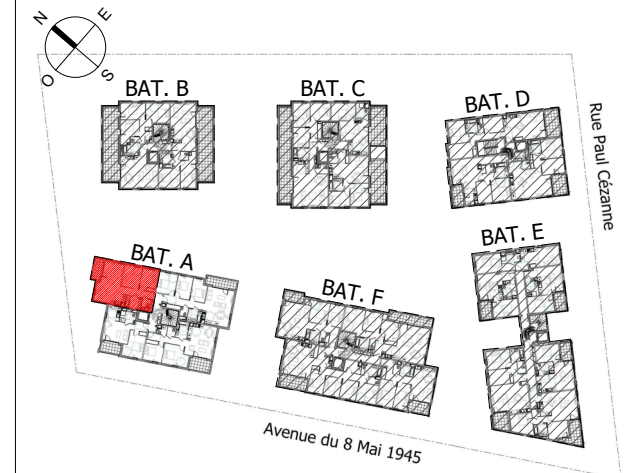 N
E
O
S
BAT. B
BAT. C
BAT. D
Rue Paul Cézanne
BAT. A
BAT. F
BAT. E
Avenue du 8 Mai 1945